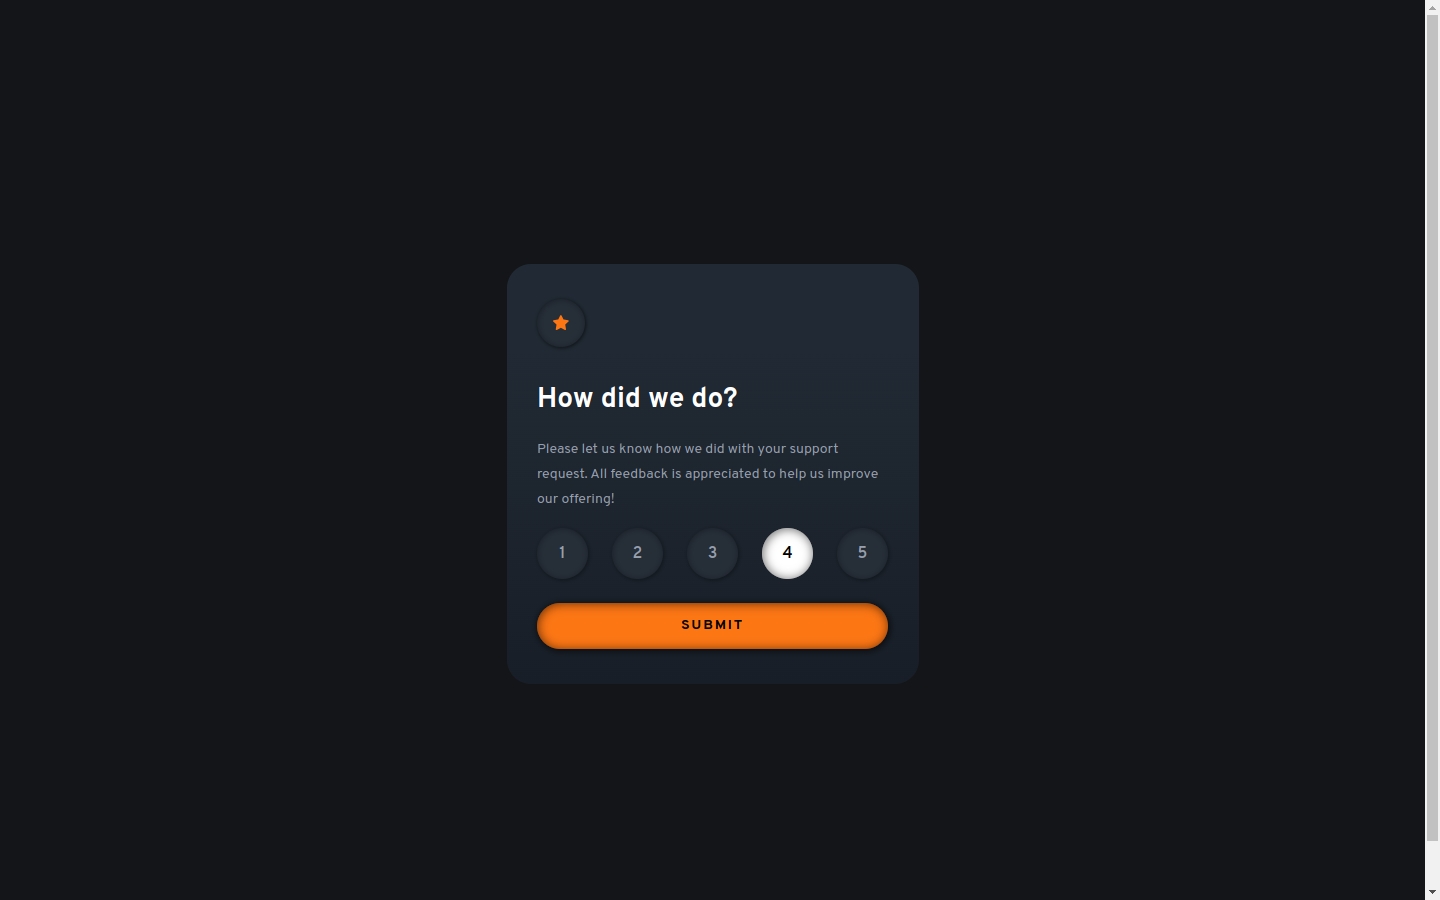 How did we do?
Please let us know how we did with your support
request. All feedback is appreciated to help us improve
our offering!
1 2 3 4 5
SUBMIT